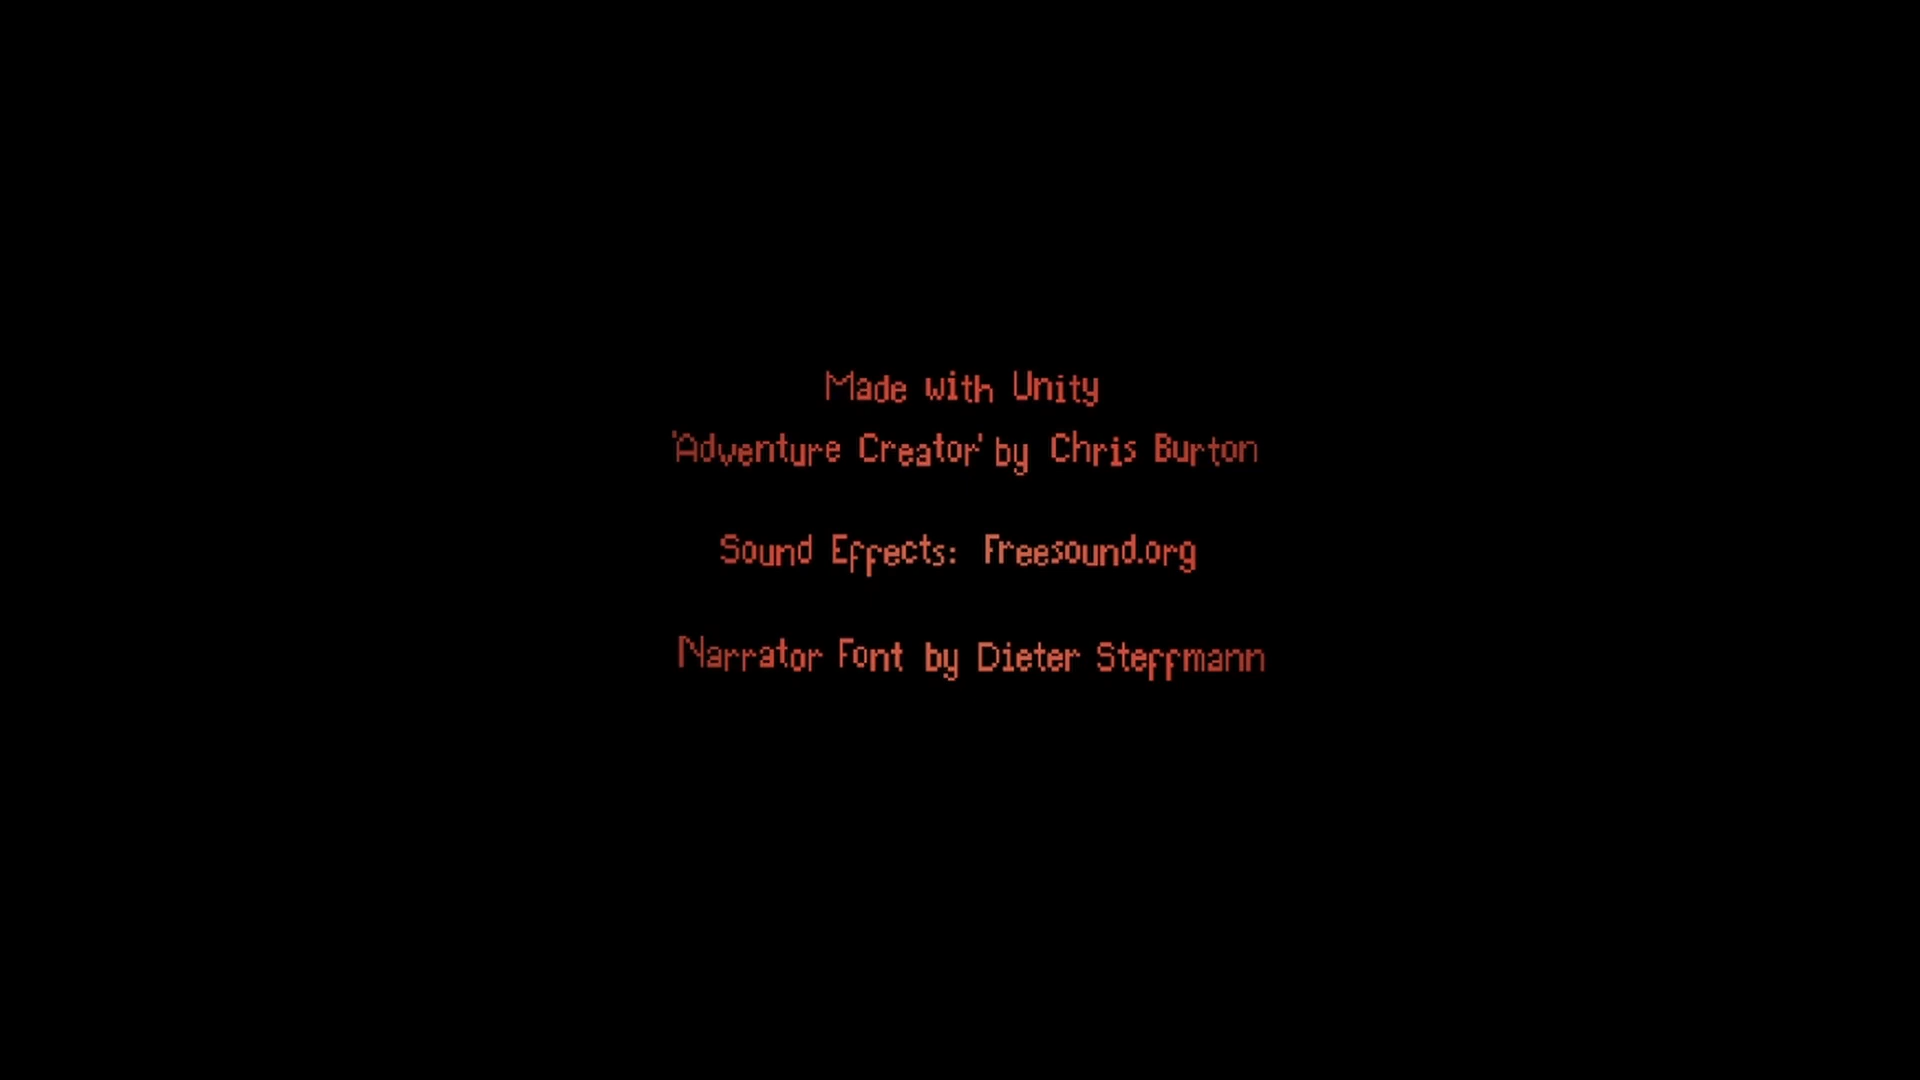 Made with Unity
'Adventure Creator' by Chris Burton
Sound Effects: Freesound.org
Narrator Font by Dieter Steffmann